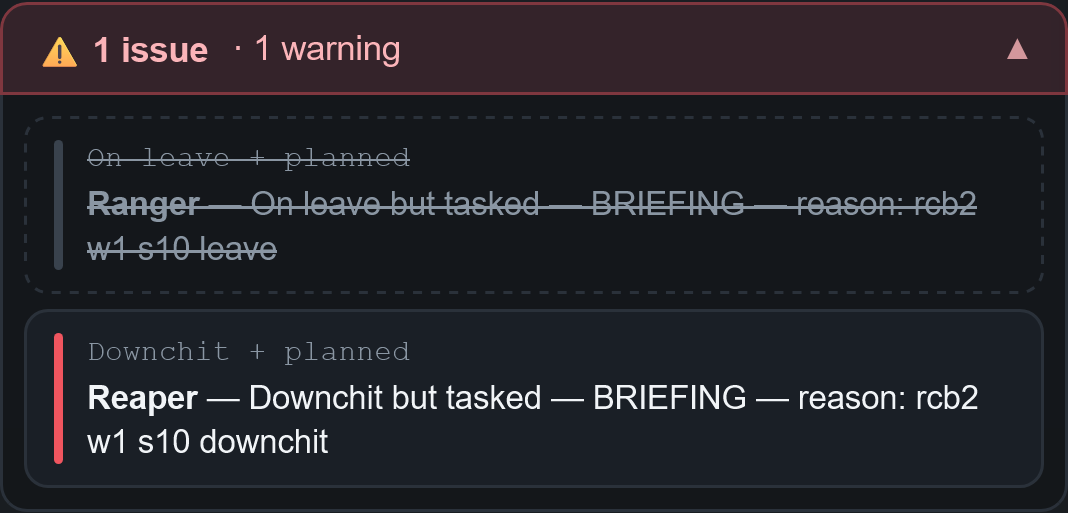 ⚠️ 1 issue · 1 warning ▲
On leave + planned
Ranger — On leave but tasked — BRIEFING — reason: rcb2
w1 s10 leave
Downchit + planned
Reaper — Downchit but tasked — BRIEFING — reason: rcb2
w1 s10 downchit